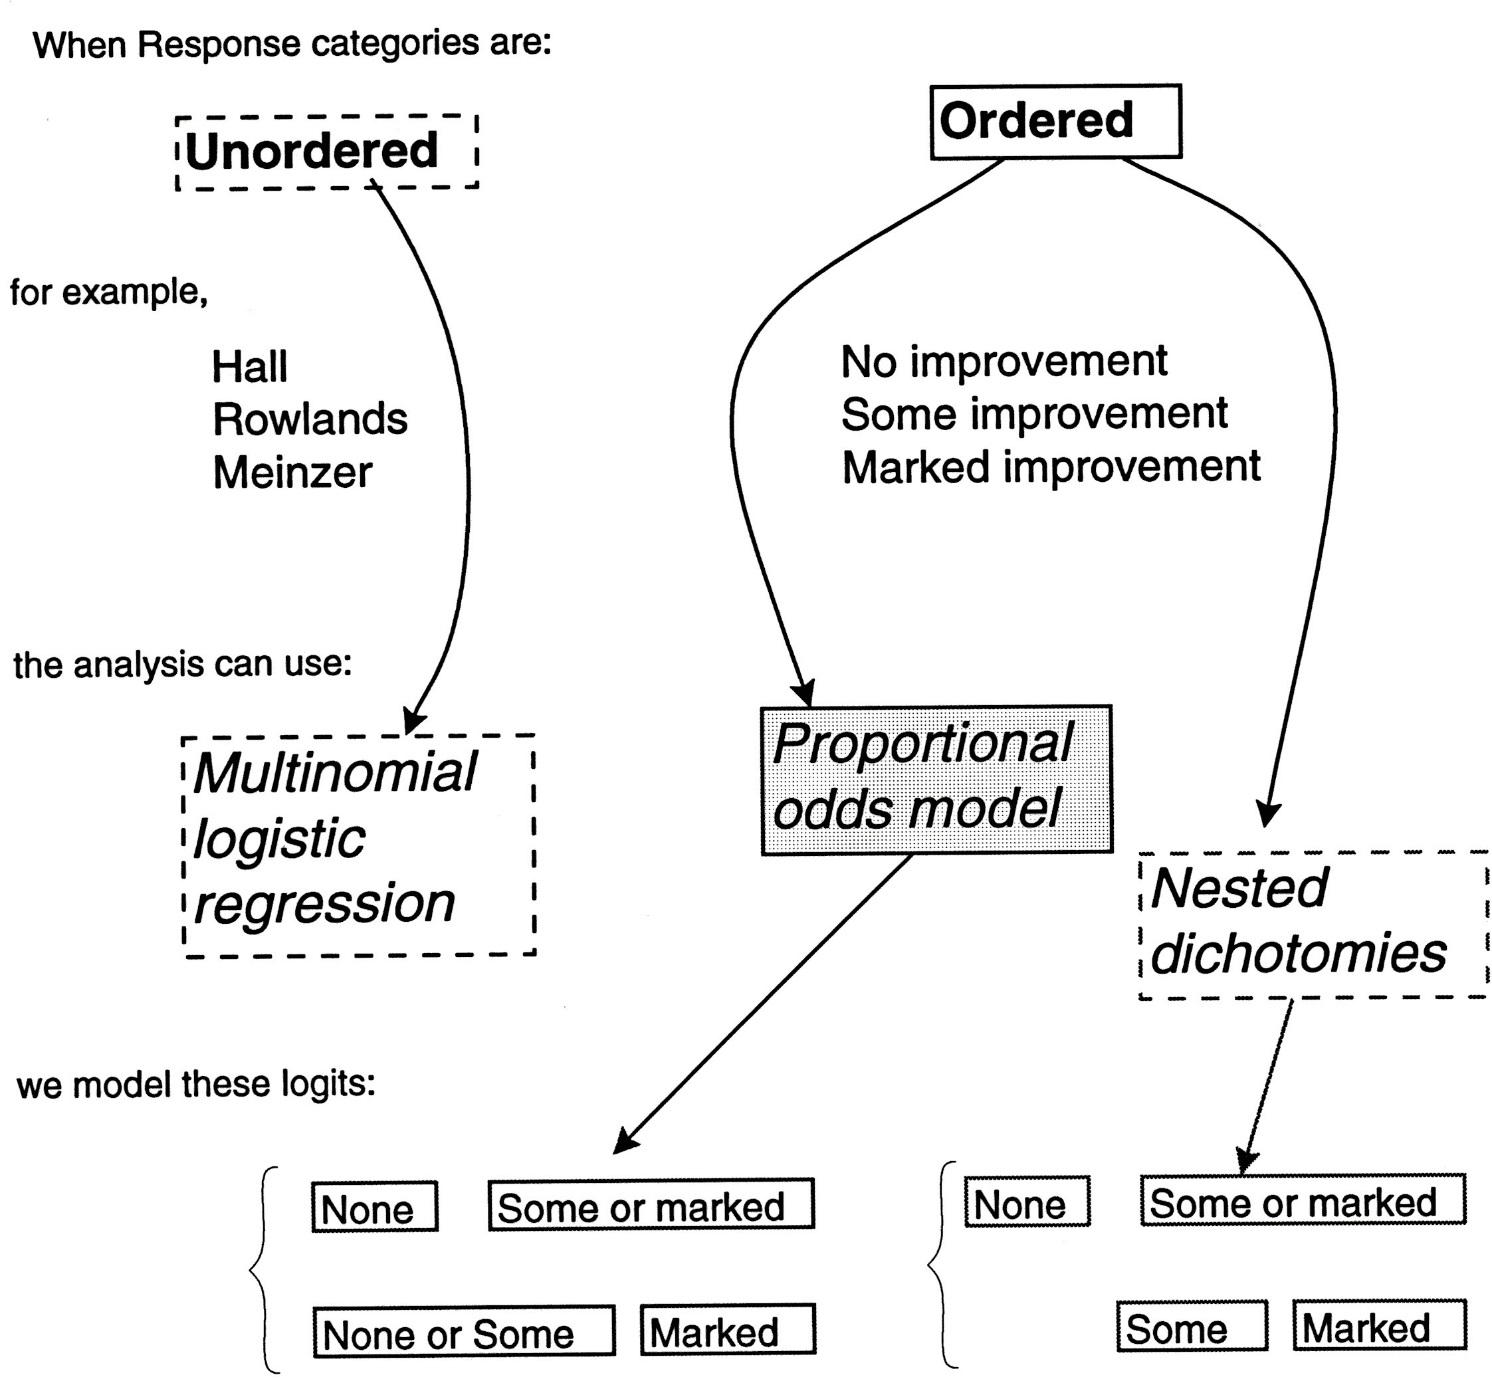 When Response categories are:
Unordered
Ordered
for example,
Hall
Rowlands
Meinzer
No improvement
Some improvement
Marked improvement
the analysis can use:
Multinomial
logistic
regression
Proportional
odds model
Nested
dichotomies
we model these logits:
None
Some or marked
None or Some
Marked
None
Some or marked
Some
Marked